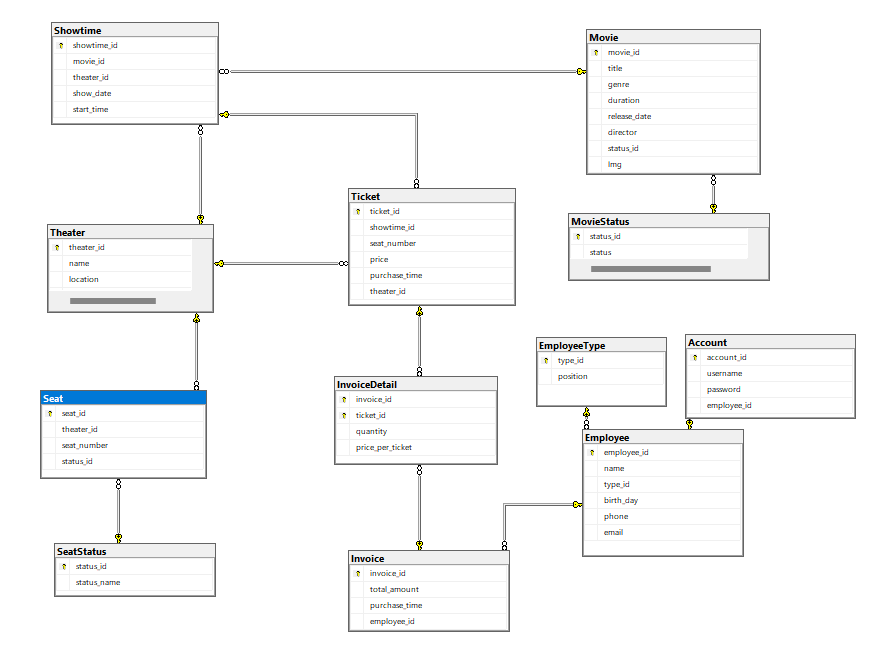 Showtime
showtime_id
movie_id
theater_id
show_date
start_time
Movie
movie_id
title
genre
duration
release_date
director
status_id
Img
Ticket
ticket_id
showtime_id
seat_number
price
purchase_time
theater_id
Theater
theater_id
name
location
MovieStatus
status_id
status
EmployeeType
type_id
position
Account
account_id
username
password
employee_id
Seat
seat_id
theater_id
seat_number
status_id
InvoiceDetail
invoice_id
ticket_id
quantity
price_per_ticket
Employee
employee_id
name
type_id
birth_day
phone
email
SeatStatus
status_id
status_name
Invoice
invoice_id
total_amount
purchase_time
employee_id